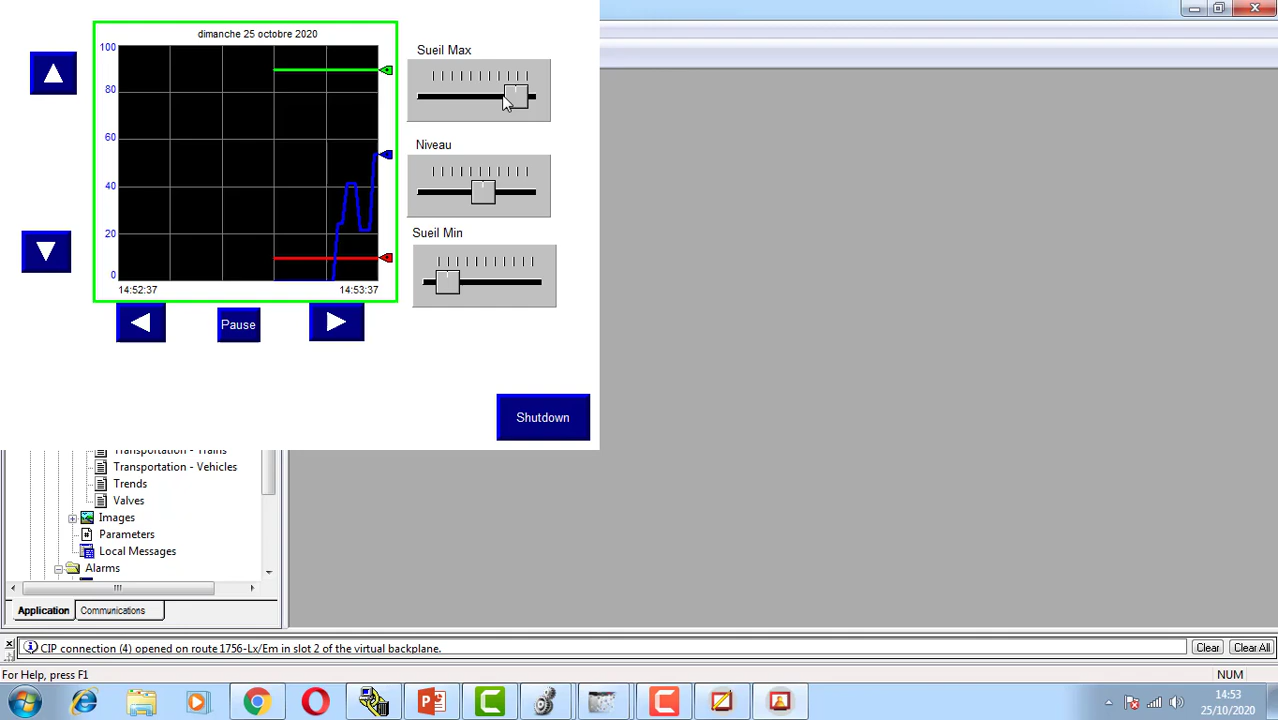 dimanche 25 octobre 2020
100
80
60
40
20
0
14:52:37
14:53:37
Sueil Max
Niveau
Sueil Min
Pause
Shutdown
Transportation - Trains
Transportation - Vehicles
Trends
Valves
Images
Parameters
Local Messages
Alarms
Application
Communications
CIP connection (4) opened on route 1756-Lx/Em in slot 2 of the virtual backplane.
Clear
Clear All
For Help, press F1
NUM
14:53
25/10/2020